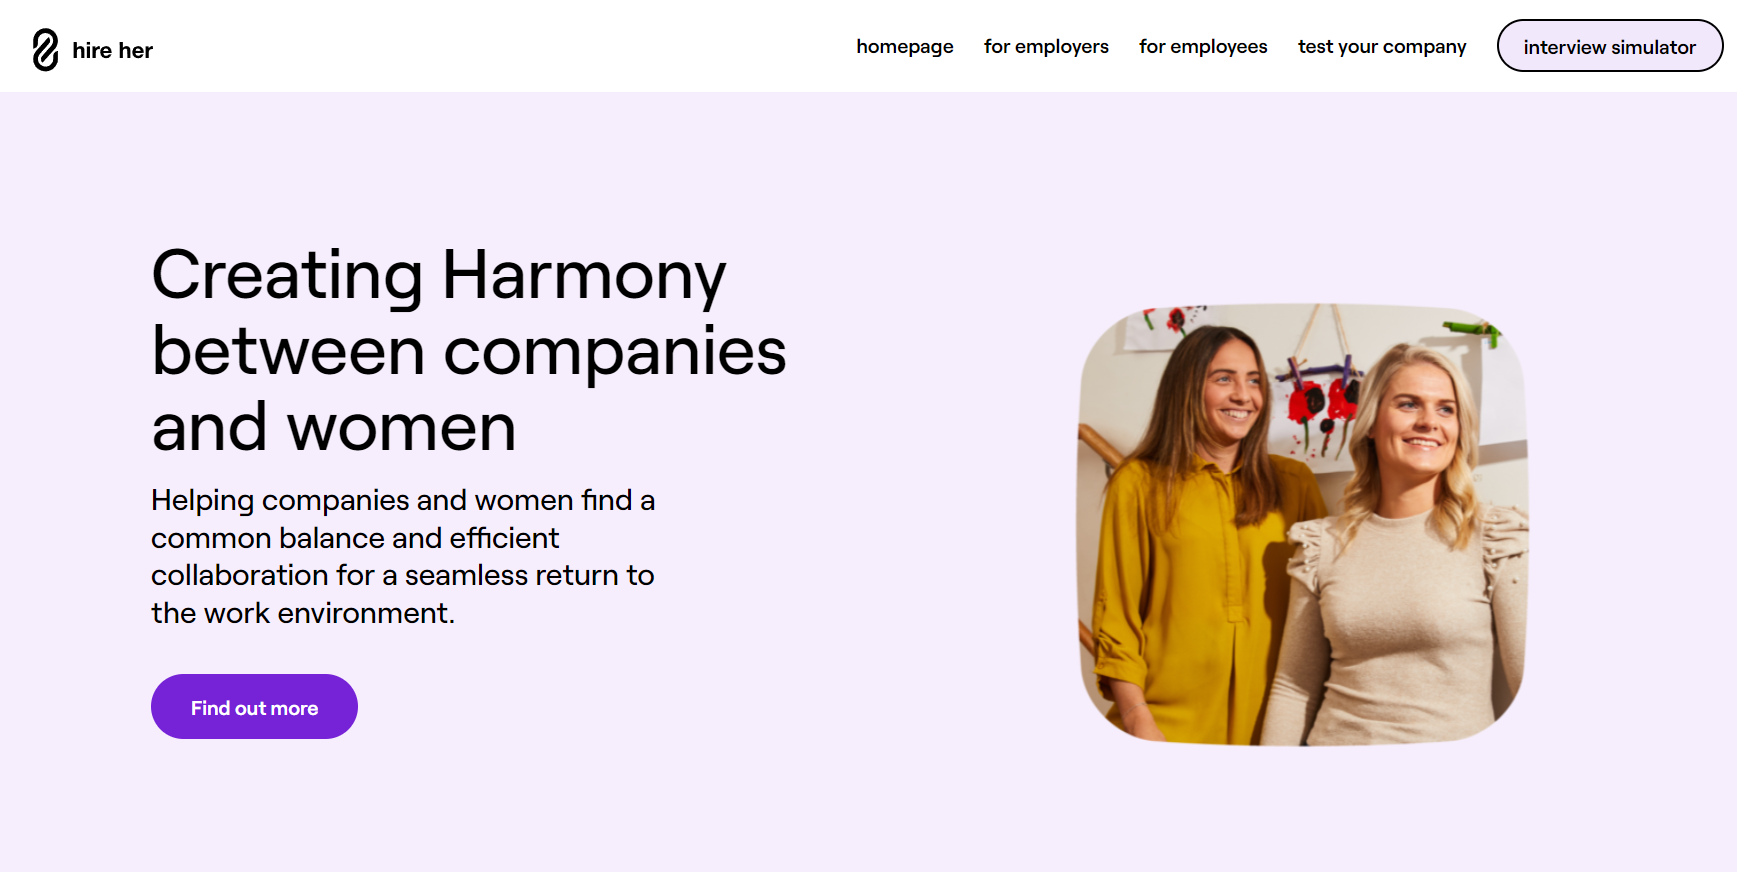 hire her
homepage
for employers
for employees
test your company
interview simulator
Creating Harmony
between companies
and women
Helping companies and women find a
common balance and efficient
collaboration for a seamless return to
the work environment.
Find out more